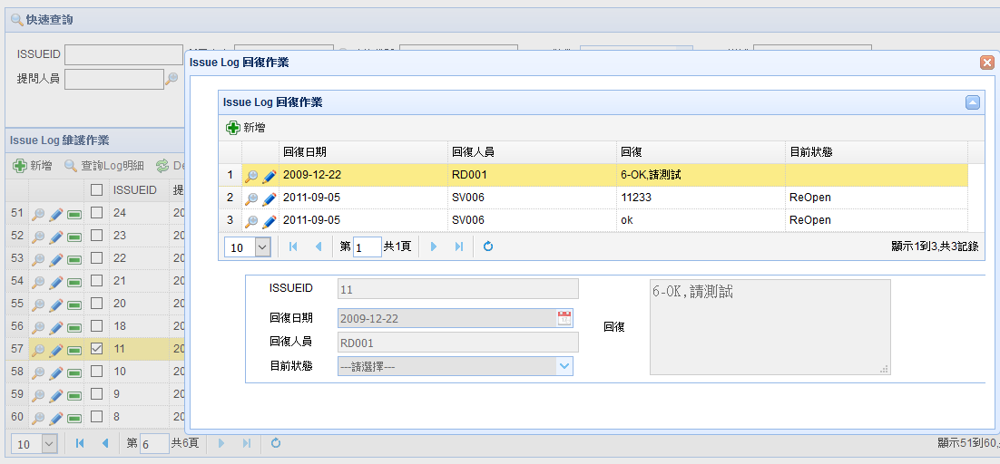 快速查詢
ISSUEID
提問人員
Issue Log 維護作業
新增 查詢Log明細 De
ISSUEID 提
51 24 20
52 23 20
53 22 20
54 21 20
55 20 20
56 18 20
57 11 20
58 10 20
59 9 20
60 8 20
10 第 6 共6頁 顯示51到60,
Issue Log 回復作業
Issue Log 回復作業
新增
回復日期 回復人員 回復 目前狀態
1 2009-12-22 RD001 6-OK,請測試
2 2011-09-05 SV006 11233 ReOpen
3 2011-09-05 SV006 ok ReOpen
10 第 1 共1頁 顯示1到3,共3記錄
ISSUEID 11
回復日期 2009-12-22
回復人員 RD001
目前狀態 ---請選擇---
回復 6-OK,請測試